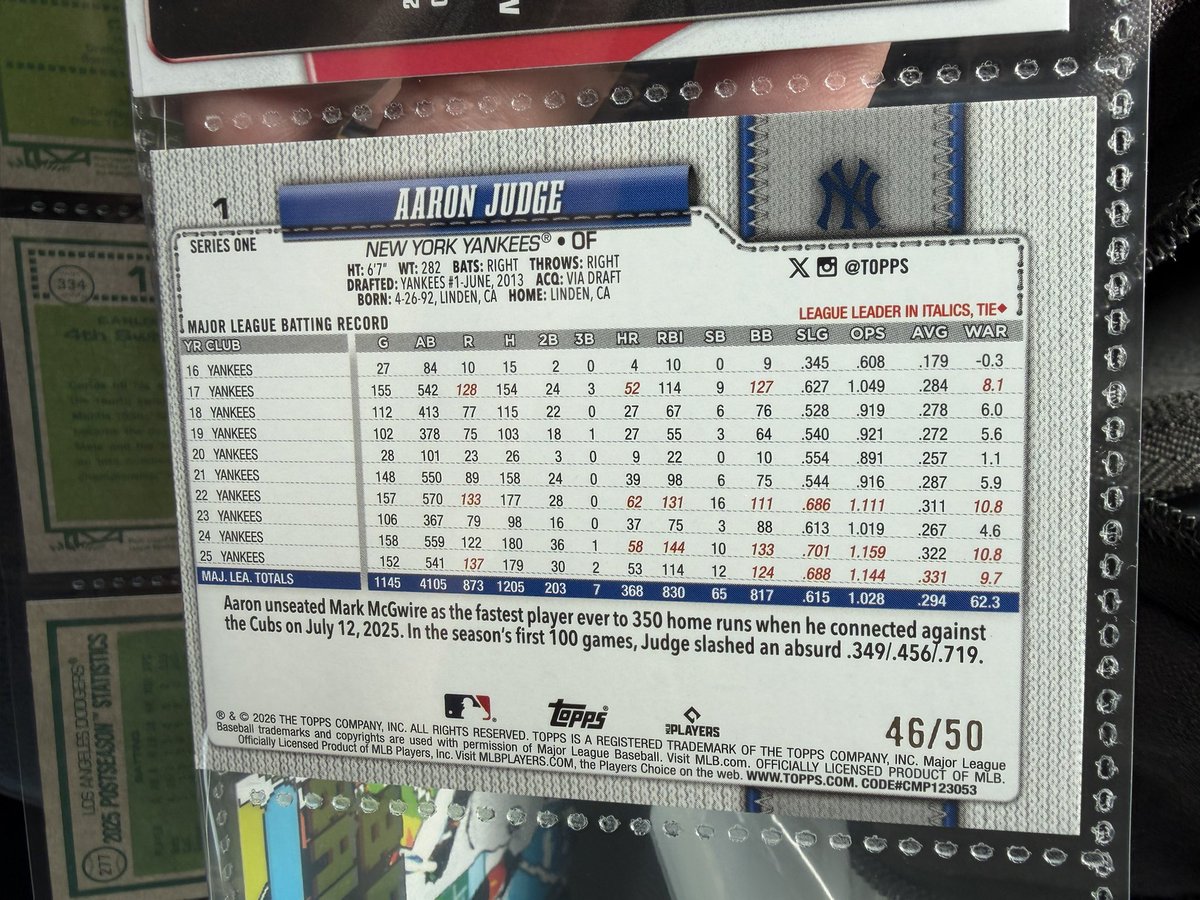 1
AARON JUDGE
NY
SERIES ONE
NEW YORK YANKEES® • OF
HT: 6'7" WT: 282 BATS: RIGHT THROWS: RIGHT
DRAFTED: YANKEES #1-JUNE, 2013 ACQ: VIA DRAFT
BORN: 4-26-92, LINDEN, CA HOME: LINDEN, CA
X @TOPPS
MAJOR LEAGUE BATTING RECORD
LEAGUE LEADER IN ITALICS, TIE◆
YR CLUB G AB R H 2B 3B HR RBI SB BB SLG OPS AVG WAR
16 YANKEES 27 84 10 15 2 0 4 10 0 9 .345 .608 .179 -0.3
17 YANKEES 155 542 128 154 24 3 52 114 9 127 .627 1.049 .284 8.1
18 YANKEES 112 413 77 115 22 0 27 67 6 76 .528 .919 .278 6.0
19 YANKEES 102 378 75 103 18 1 27 55 3 64 .540 .921 .272 5.6
20 YANKEES 28 101 23 26 3 0 9 22 0 10 .554 .891 .257 1.1
21 YANKEES 148 550 89 158 24 0 39 98 6 75 .544 .916 .287 5.9
22 YANKEES 157 570 133 177 28 0 62 131 16 111 .686 1.111 .311 10.8
23 YANKEES 106 367 79 98 16 0 37 75 3 88 .613 1.019 .267 4.6
24 YANKEES 158 559 122 180 36 1 58 144 10 133 .701 1.159 .322 10.8
25 YANKEES 152 541 137 179 30 2 53 114 12 124 .688 1.144 .331 9.7
MAJ. LEA. TOTALS 1145 4105 873 1205 203 7 368 830 65 817 .615 1.028 .294 62.3
Aaron unseated Mark McGwire as the fastest player ever to 350 home runs when he connected against
the Cubs on July 12, 2025. In the season's first 100 games, Judge slashed an absurd .349/.456/.719.
Topps
MLB PLAYERS
46/50
® & © 2026 THE TOPPS COMPANY, INC. ALL RIGHTS RESERVED. TOPPS IS A REGISTERED TRADEMARK OF THE TOPPS COMPANY, INC. Major League
Baseball trademarks and copyrights are used with permission of Major League Baseball. Visit MLB.com. OFFICIALLY LICENSED PRODUCT OF MLB.
Officially Licensed Product of MLB Players, Inc. Visit MLBPLAYERS.COM, the Players Choice on the web. WWW.TOPPS.COM. CODE#CMP123053
334
277
LOS ANGELES DODGERS®
2025 POSTSEASON™ STATISTICS